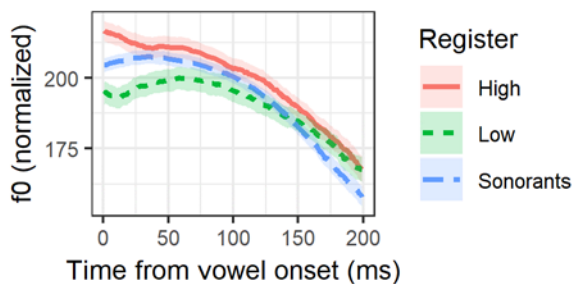 f0 (normalized)
200
175
0 50 100 150 200
Time from vowel onset (ms)
Register
High
Low
Sonorants